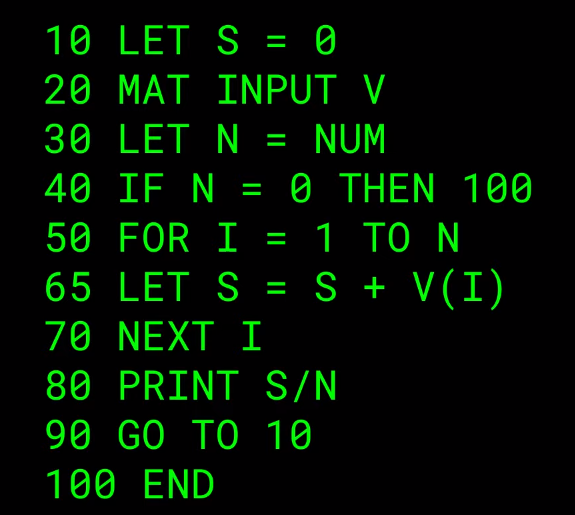 10 LET S = 0
20 MAT INPUT V
30 LET N = NUM
40 IF N = 0 THEN 100
50 FOR I = 1 TO N
65 LET S = S + V(I)
70 NEXT I
80 PRINT S/N
90 GO TO 10
100 END